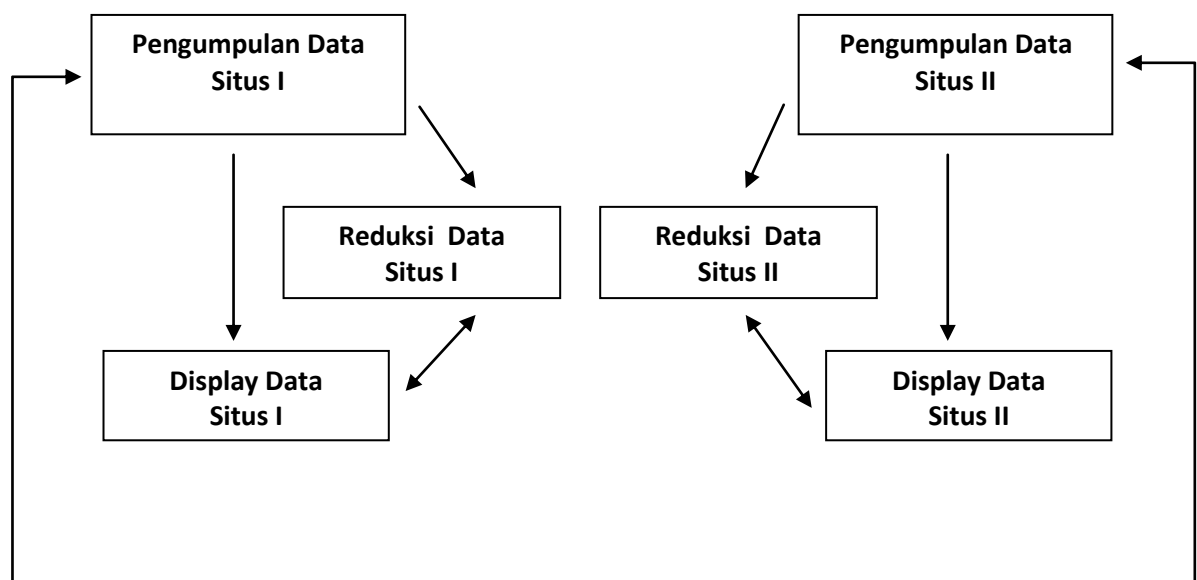 Pengumpulan Data
Situs I
Pengumpulan Data
Situs II
Reduksi Data
Situs I
Reduksi Data
Situs II
Display Data
Situs I
Display Data
Situs II